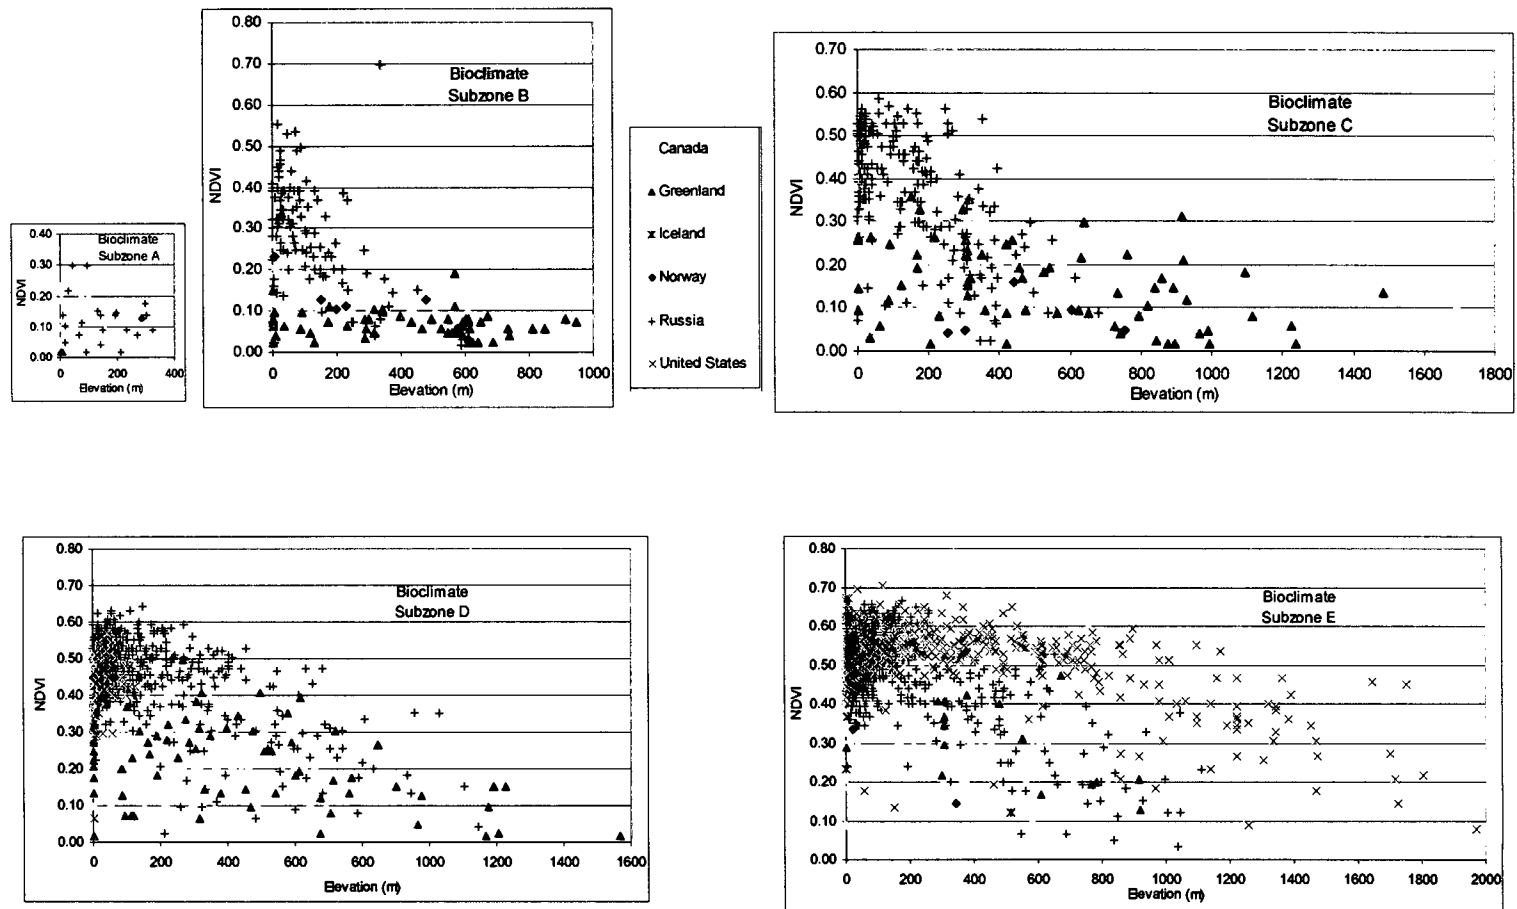 0.40
0.30
0.20
0.10
0.00
NDVI
Bioclimate
Subzone A
0 200 400
Elevation (m)
0.80
0.70
0.60
0.50
0.40
0.30
0.20
0.10
0.00
NDVI
Bioclimate
Subzone B
0 200 400 600 800 1000
Elevation (m)
Canada
Greenland
Iceland
Norway
Russia
United States
0.70
0.60
0.50
0.40
0.30
0.20
0.10
0.00
NDVI
Bioclimate
Subzone C
0 200 400 600 800 1000 1200 1400 1600 1800
Elevation (m)
0.80
0.70
0.60
0.50
0.40
0.30
0.20
0.10
0.00
NDVI
Bioclimate
Subzone D
0 200 400 600 800 1000 1200 1400 1600
Elevation (m)
0.80
0.70
0.60
0.50
0.40
0.30
0.20
0.10
0.00
NDVI
Bioclimate
Subzone E
0 200 400 600 800 1000 1200 1400 1600 1800 2000
Elevation (m)